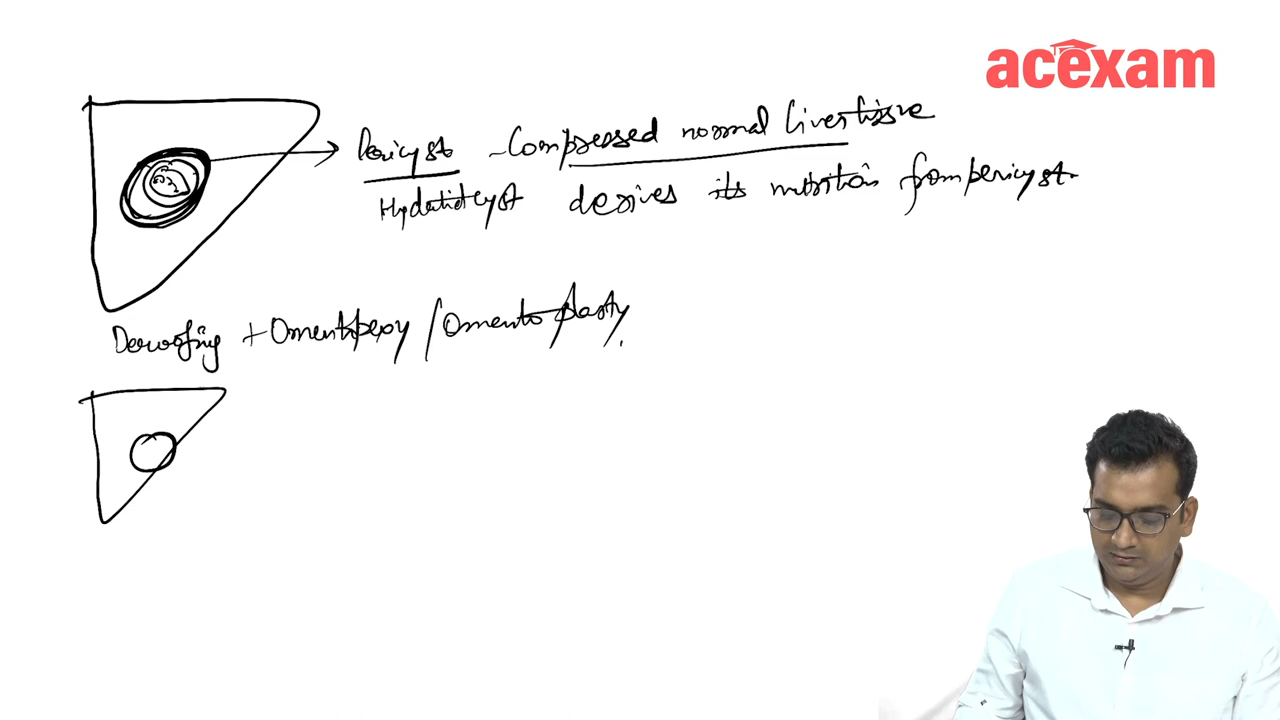 acexam
Pericyst - Compressed normal liver tissue
Hydatid cyst derives its nutrition from pericyst.
Deroofing + Omentopexy / Omentoplasty.